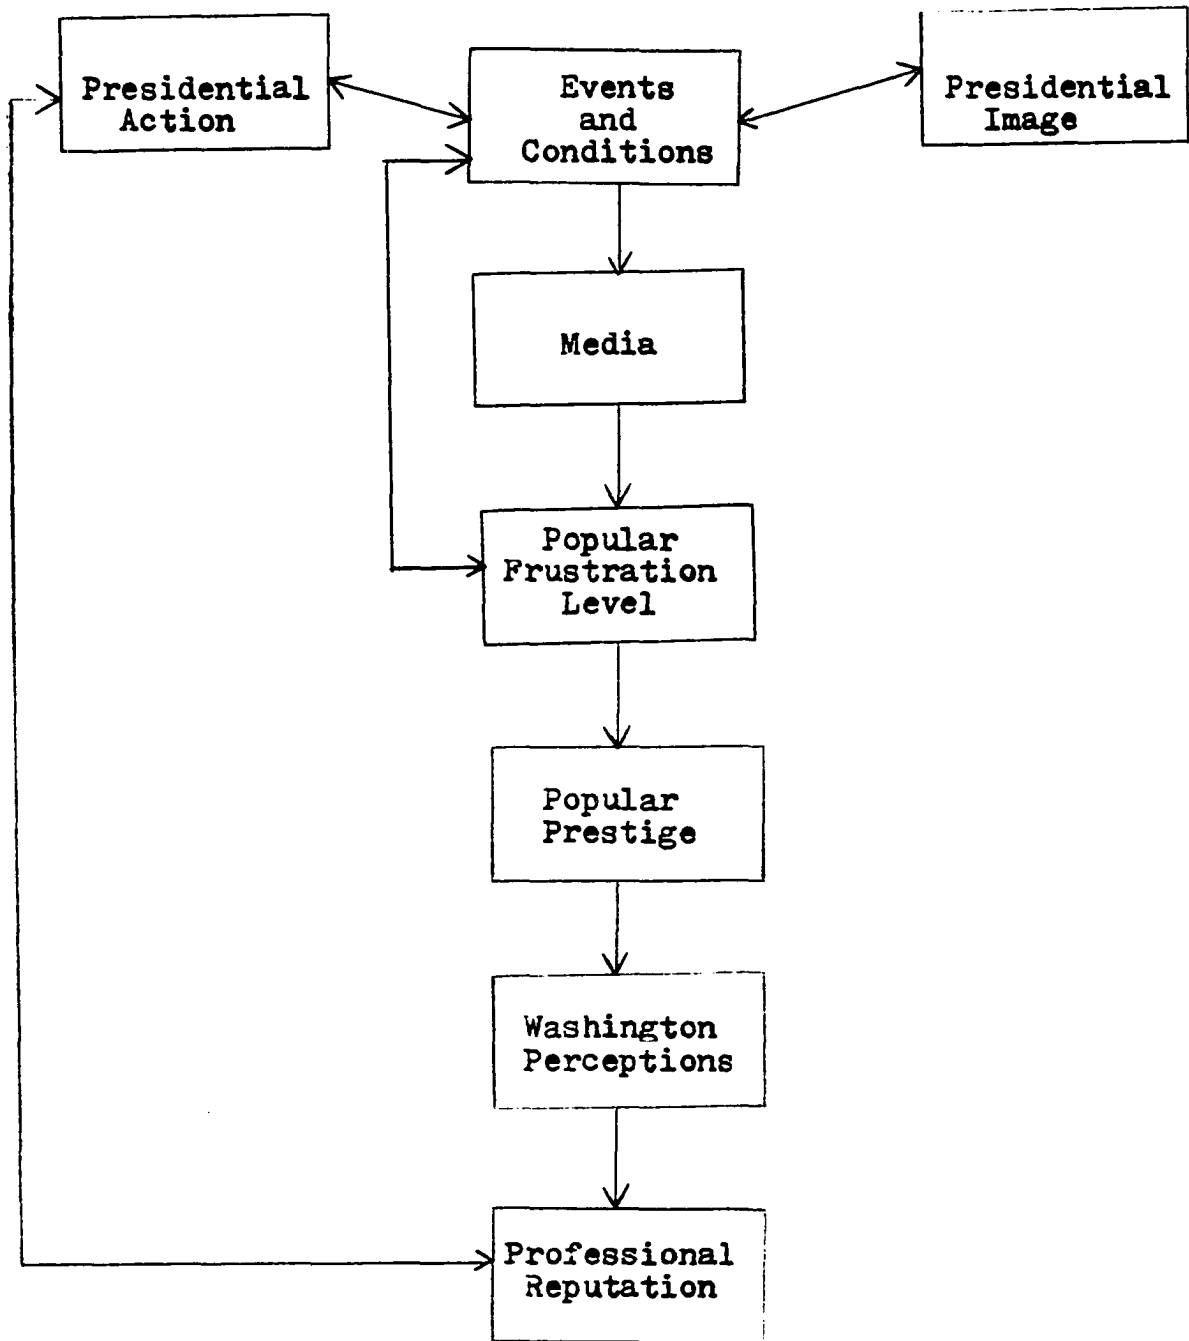 Presidential
Action
Events
and
Conditions
Presidential
Image
Media
Popular
Frustration
Level
Popular
Prestige
Washington
Perceptions
Professional
Reputation